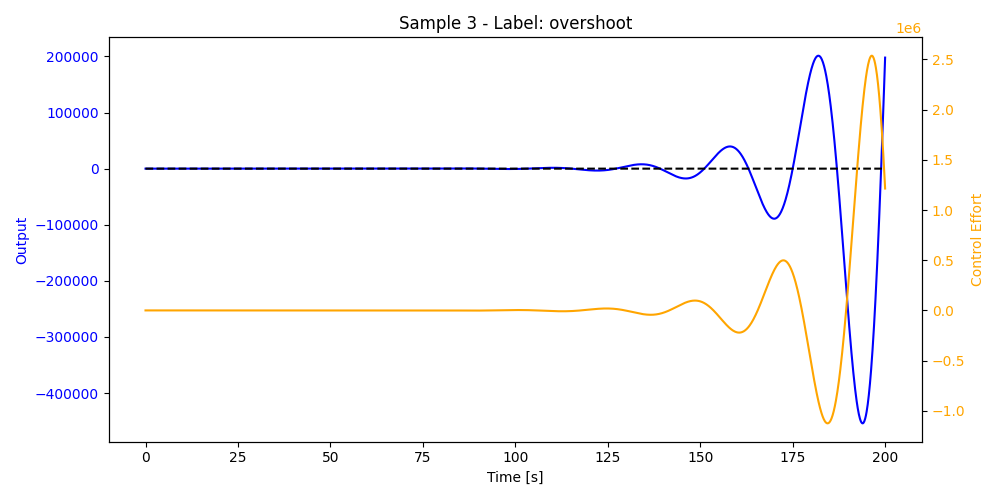 Sample 3 - Label: overshoot
1e6
200000
100000
0
−100000
−200000
−300000
−400000
Output
2.5
2.0
1.5
1.0
0.5
0.0
−0.5
−1.0
Control Effort
0 25 50 75 100 125 150 175 200
Time [s]